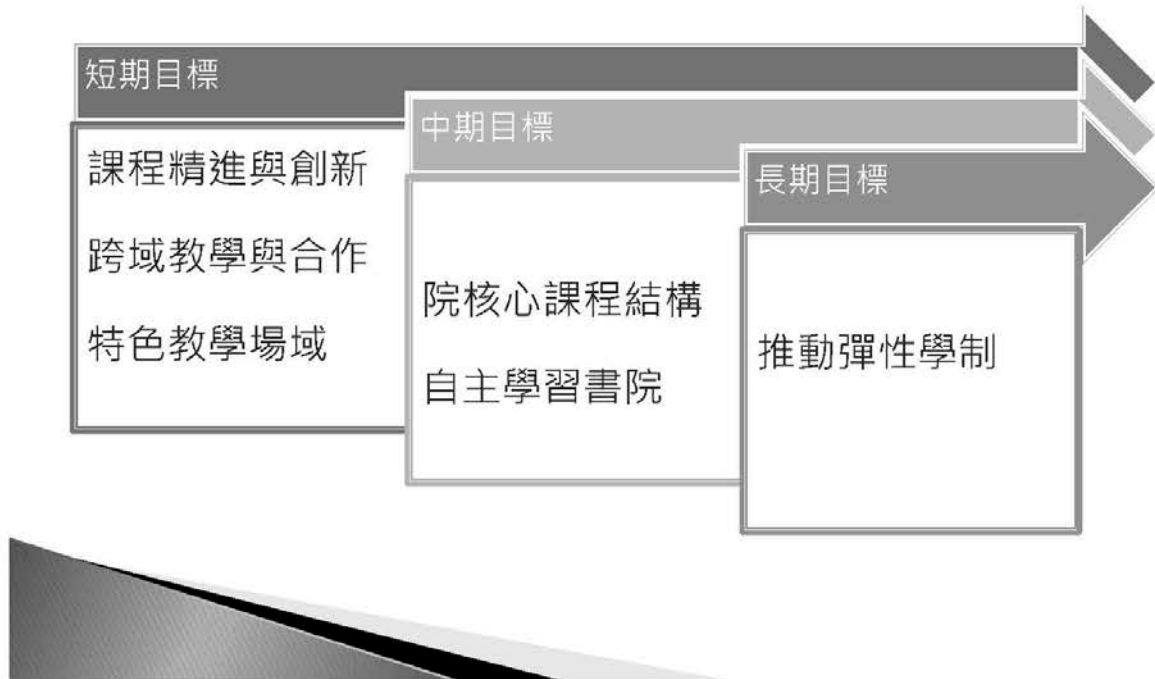 短期目標
課程精進與創新
跨域教學與合作
特色教學場域
中期目標
院核心課程結構
自主學習書院
長期目標
推動彈性學制